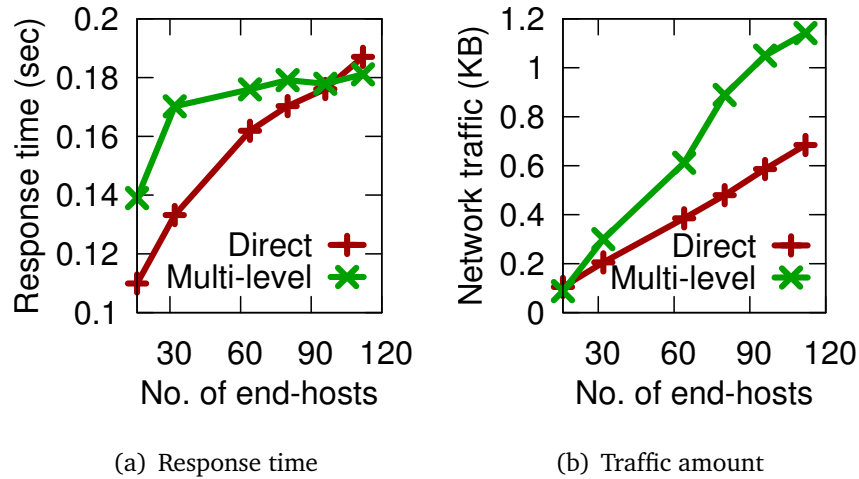 Response time (sec)
0.2
0.18
0.16
0.14
0.12
0.1
Direct
Multi-level
30 60 90 120
No. of end-hosts
(a) Response time
Network traffic (KB)
1.2
1
0.8
0.6
0.4
0.2
0
Direct
Multi-level
30 60 90 120
No. of end-hosts
(b) Traffic amount